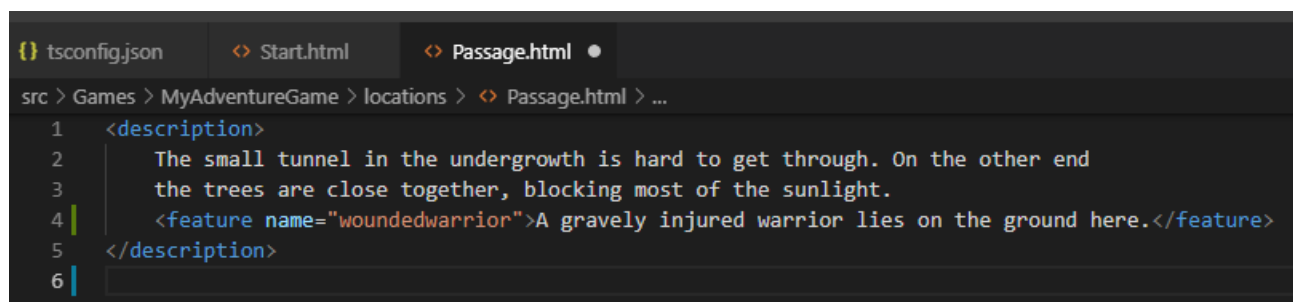 {} tsconfig.json <> Start.html <> Passage.html ●
src > Games > MyAdventureGame > locations > <> Passage.html > ...
1 <description>
2 The small tunnel in the undergrowth is hard to get through. On the other end
3 the trees are close together, blocking most of the sunlight.
4 <feature name="woundedwarrior">A gravely injured warrior lies on the ground here.</feature>
5 </description>
6